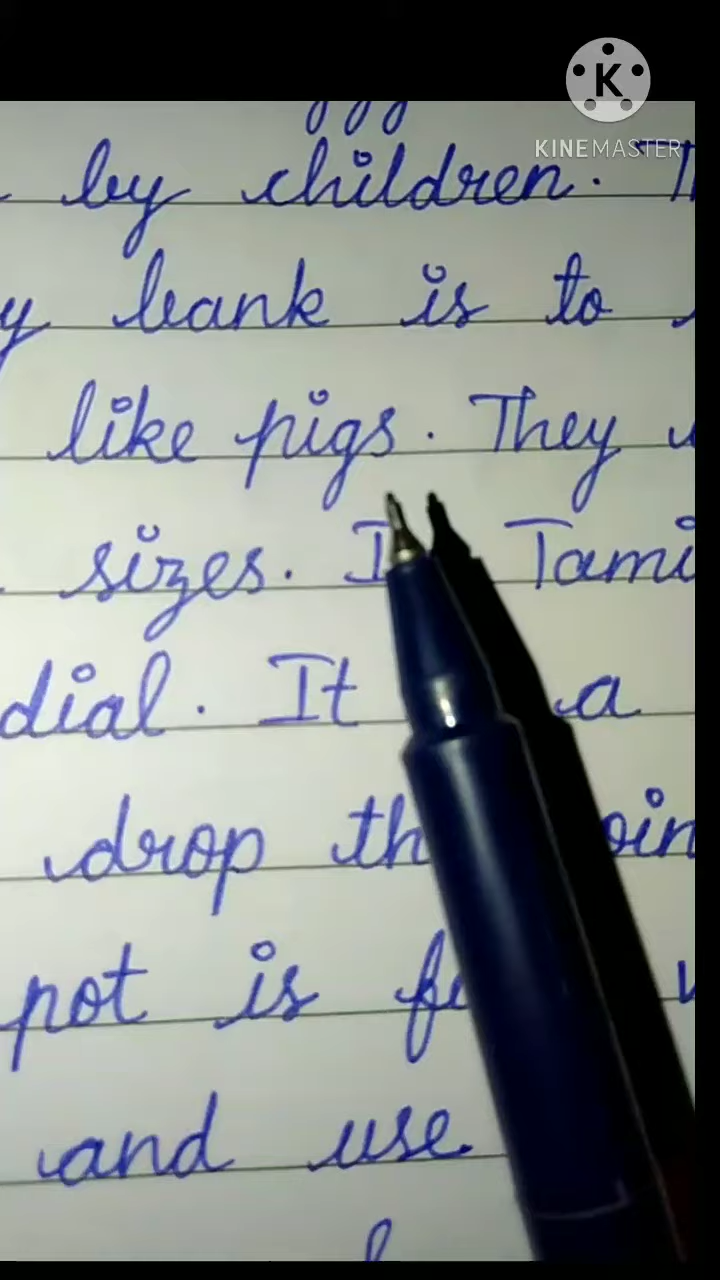 K
KINEMASTER
by children.
y bank is to
like pigs. They
sizes. Tami
dial. It a
drop th oin
pot is
and use